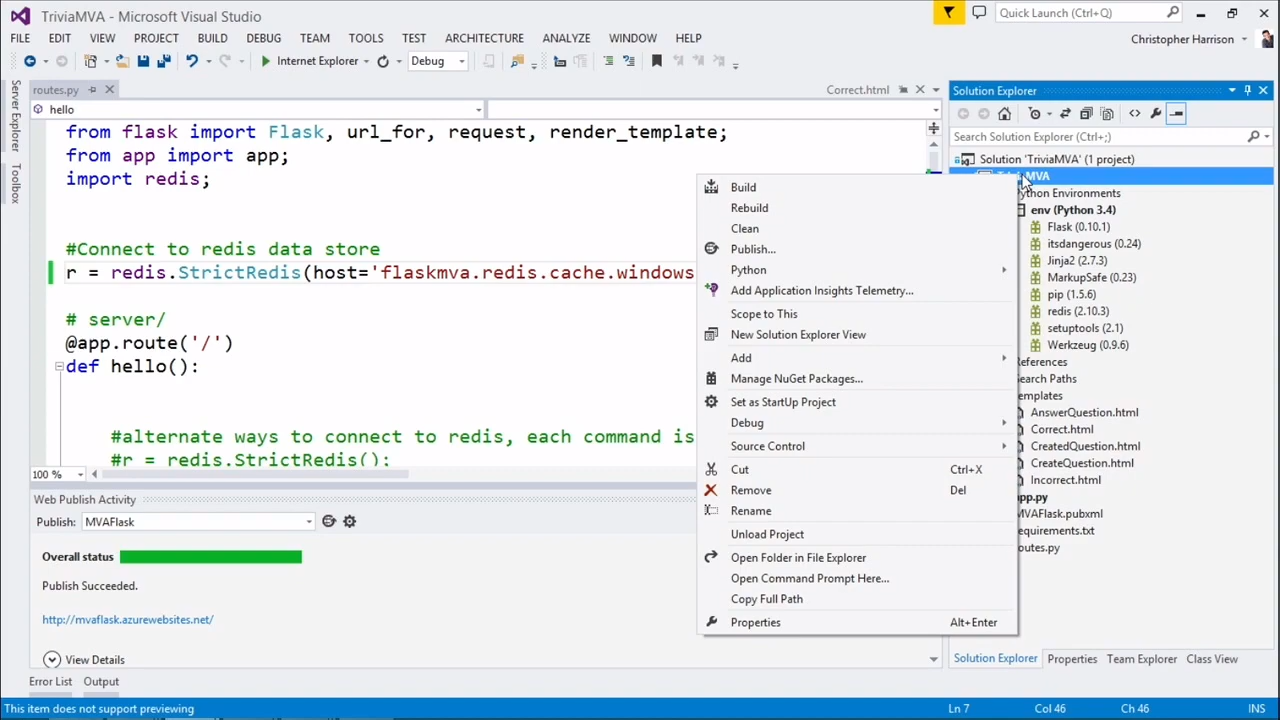 TriviaMVA - Microsoft Visual Studio
Quick Launch (Ctrl+Q)
FILE EDIT VIEW PROJECT BUILD DEBUG TEAM TOOLS TEST ARCHITECTURE ANALYZE WINDOW HELP
Christopher Harrison
Internet Explorer
Debug
Server Explorer
Toolbox
routes.py
Correct.html
hello
from flask import Flask, url_for, request, render_template;
from app import app;
import redis;
#Connect to redis data store
r = redis.StrictRedis(host='flaskmva.redis.cache.windows
# server/
@app.route('/')
def hello():
#alternate ways to connect to redis, each command is
#r = redis.StrictRedis();
100 %
Web Publish Activity
Publish: MVAFlask
Overall status
Publish Succeeded.
http://mvaflask.azurewebsites.net/
View Details
Error List Output
Build
Rebuild
Clean
Publish...
Python
Add Application Insights Telemetry...
Scope to This
New Solution Explorer View
Add
Manage NuGet Packages...
Set as StartUp Project
Debug
Source Control
Cut Ctrl+X
Remove Del
Rename
Unload Project
Open Folder in File Explorer
Open Command Prompt Here...
Copy Full Path
Properties Alt+Enter
Solution Explorer
Search Solution Explorer (Ctrl+;)
Solution 'TriviaMVA' (1 project)
MVA
ython Environments
env (Python 3.4)
Flask (0.10.1)
itsdangerous (0.24)
Jinja2 (2.7.3)
MarkupSafe (0.23)
pip (1.5.6)
redis (2.10.3)
setuptools (2.1)
Werkzeug (0.9.6)
eferences
earch Paths
emplates
AnswerQuestion.html
Correct.html
CreatedQuestion.html
CreateQuestion.html
Incorrect.html
pp.py
MVAFlask.pubxml
equirements.txt
outes.py
Solution Explorer Properties Team Explorer Class View
This item does not support previewing
Ln 7 Col 46 Ch 46 INS